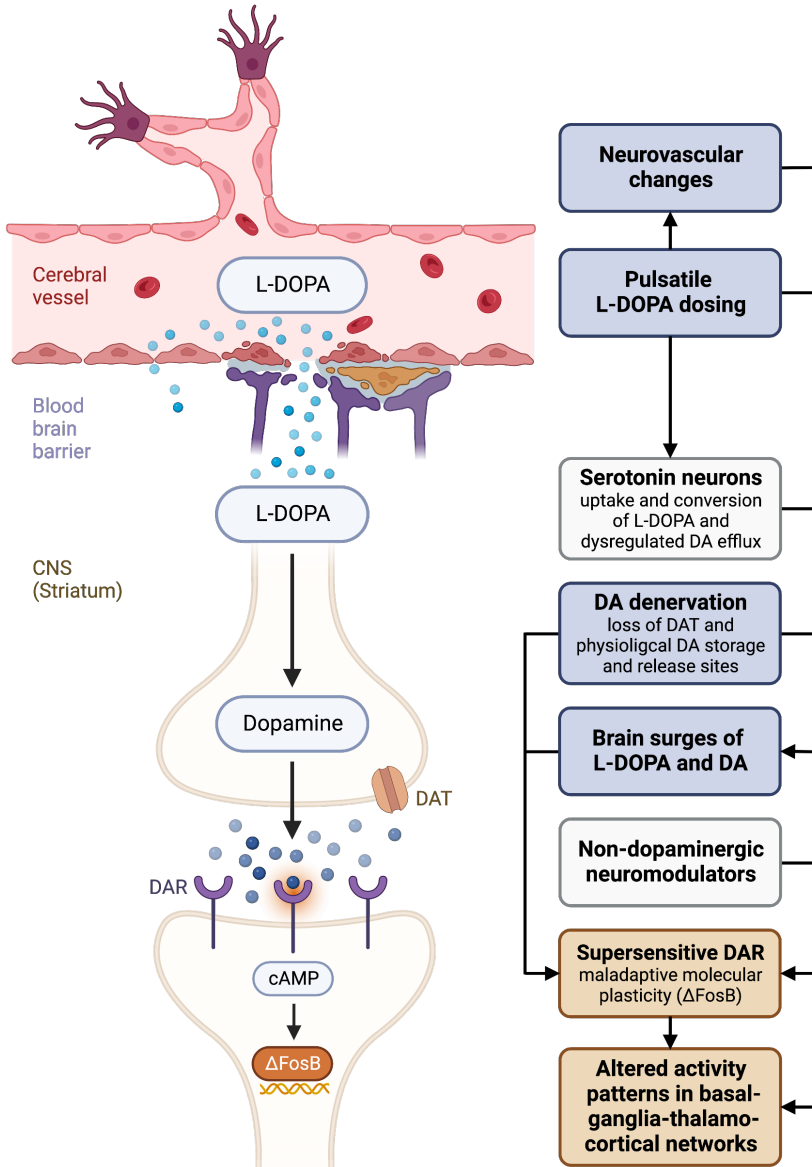 Cerebral
vessel
L-DOPA
Blood
brain
barrier
L-DOPA
CNS
(Striatum)
Dopamine
DAT
DAR
cAMP
ΔFosB
Neurovascular
changes
Pulsatile
L-DOPA dosing
Serotonin neurons
uptake and conversion
of L-DOPA and
dysregulated DA efflux
DA denervation
loss of DAT and
physioligcal DA storage
and release sites
Brain surges of
L-DOPA and DA
Non-dopaminergic
neuromodulators
Supersensitive DAR
maladaptive molecular
plasticity (ΔFosB)
Altered activity
patterns in basal-
ganglia-thalamo-
cortical networks